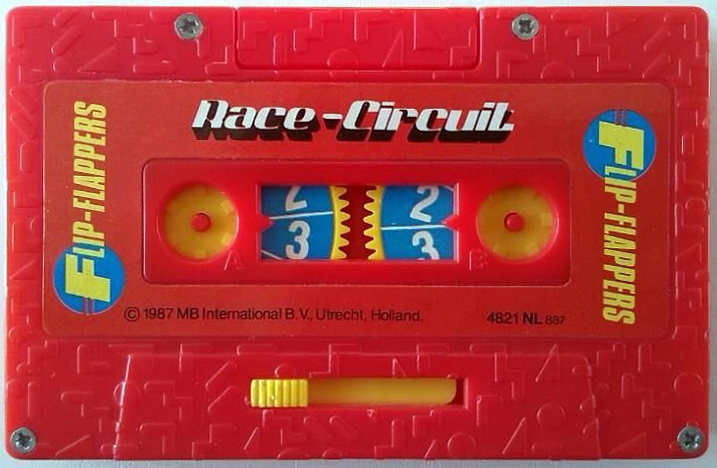 Race-Circuit
FLIP-FLAPPERS
FLIP-FLAPPERS
2 2
3 3
A B
© 1987 MB International B.V., Utrecht, Holland. 4821 NL 887